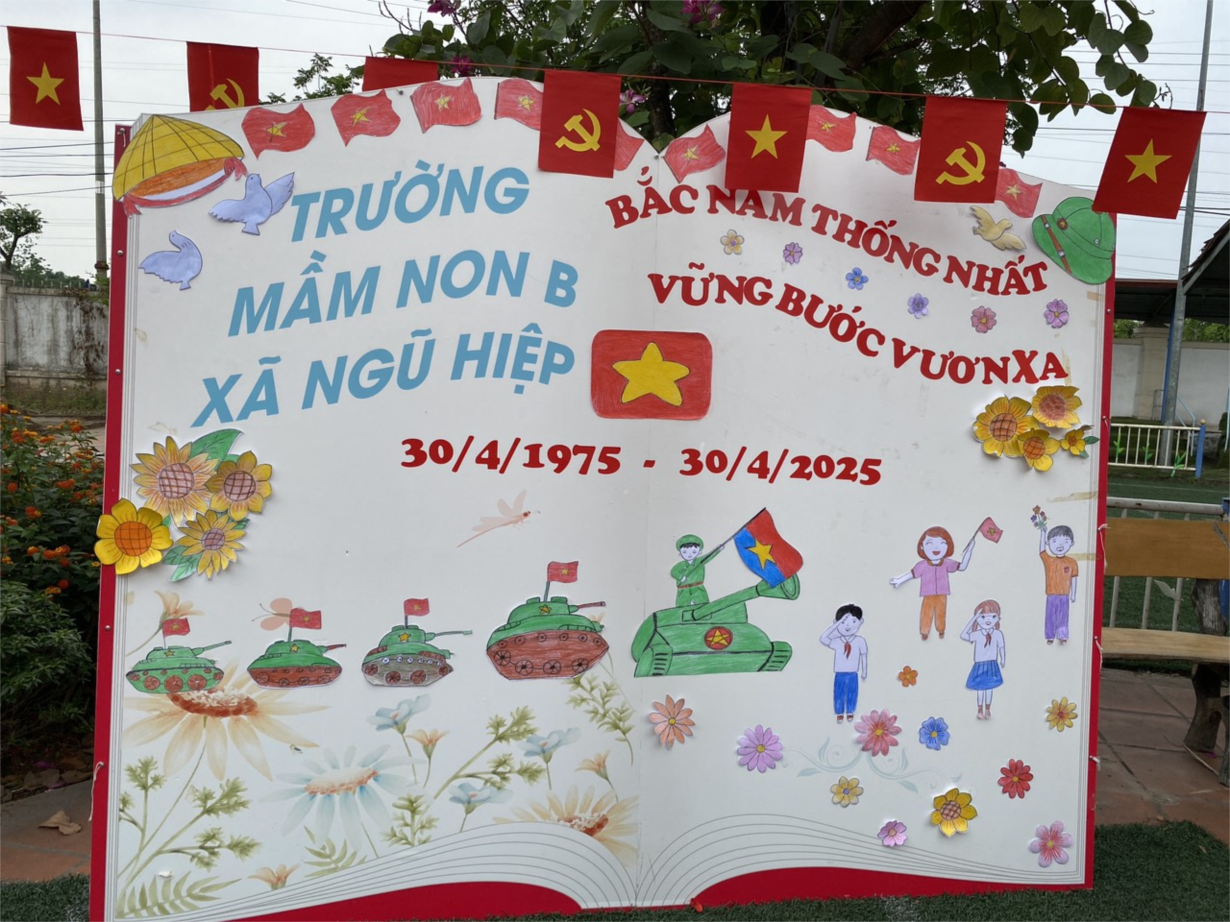 TRƯỜNG
MẦM NON B
XÃ NGŨ HIỆP
BẮC NAM THỐNG NHẤT
VỮNG BƯỚC VƯƠN XA
30/4/1975 - 30/4/2025